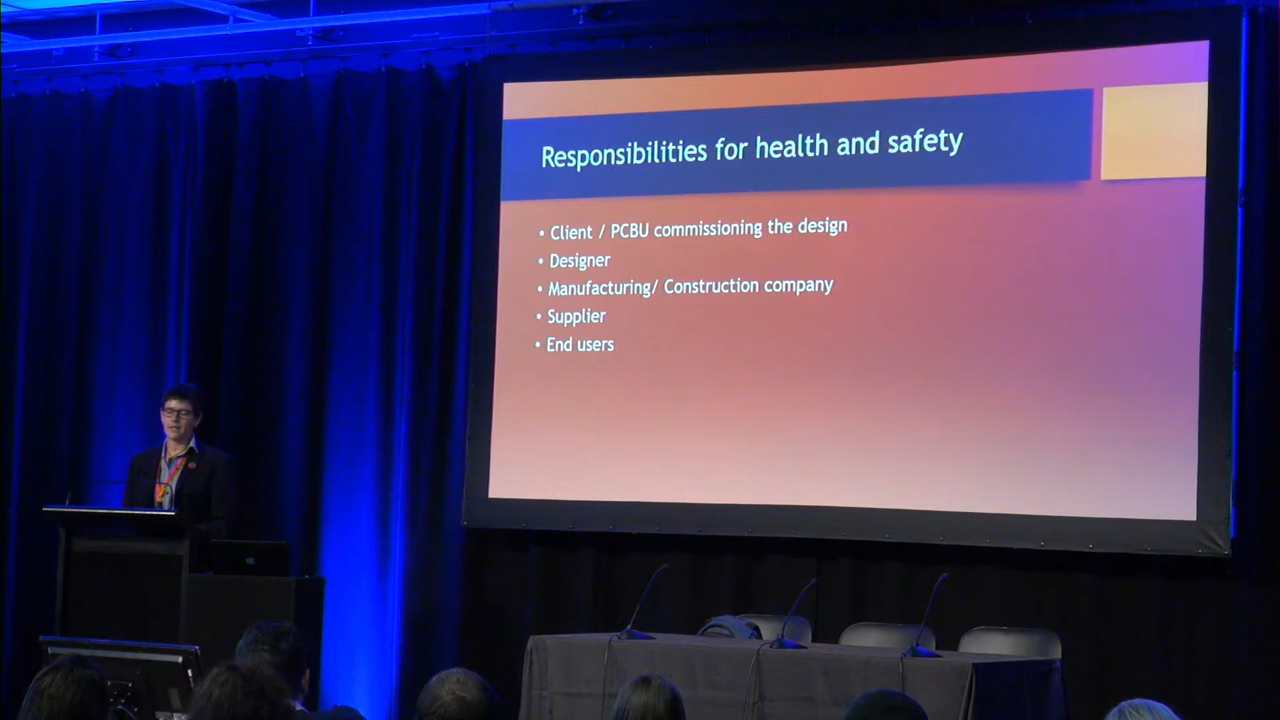 Responsibilities for health and safety
• Client / PCBU commissioning the design
• Designer
• Manufacturing/ Construction company
• Supplier
• End users